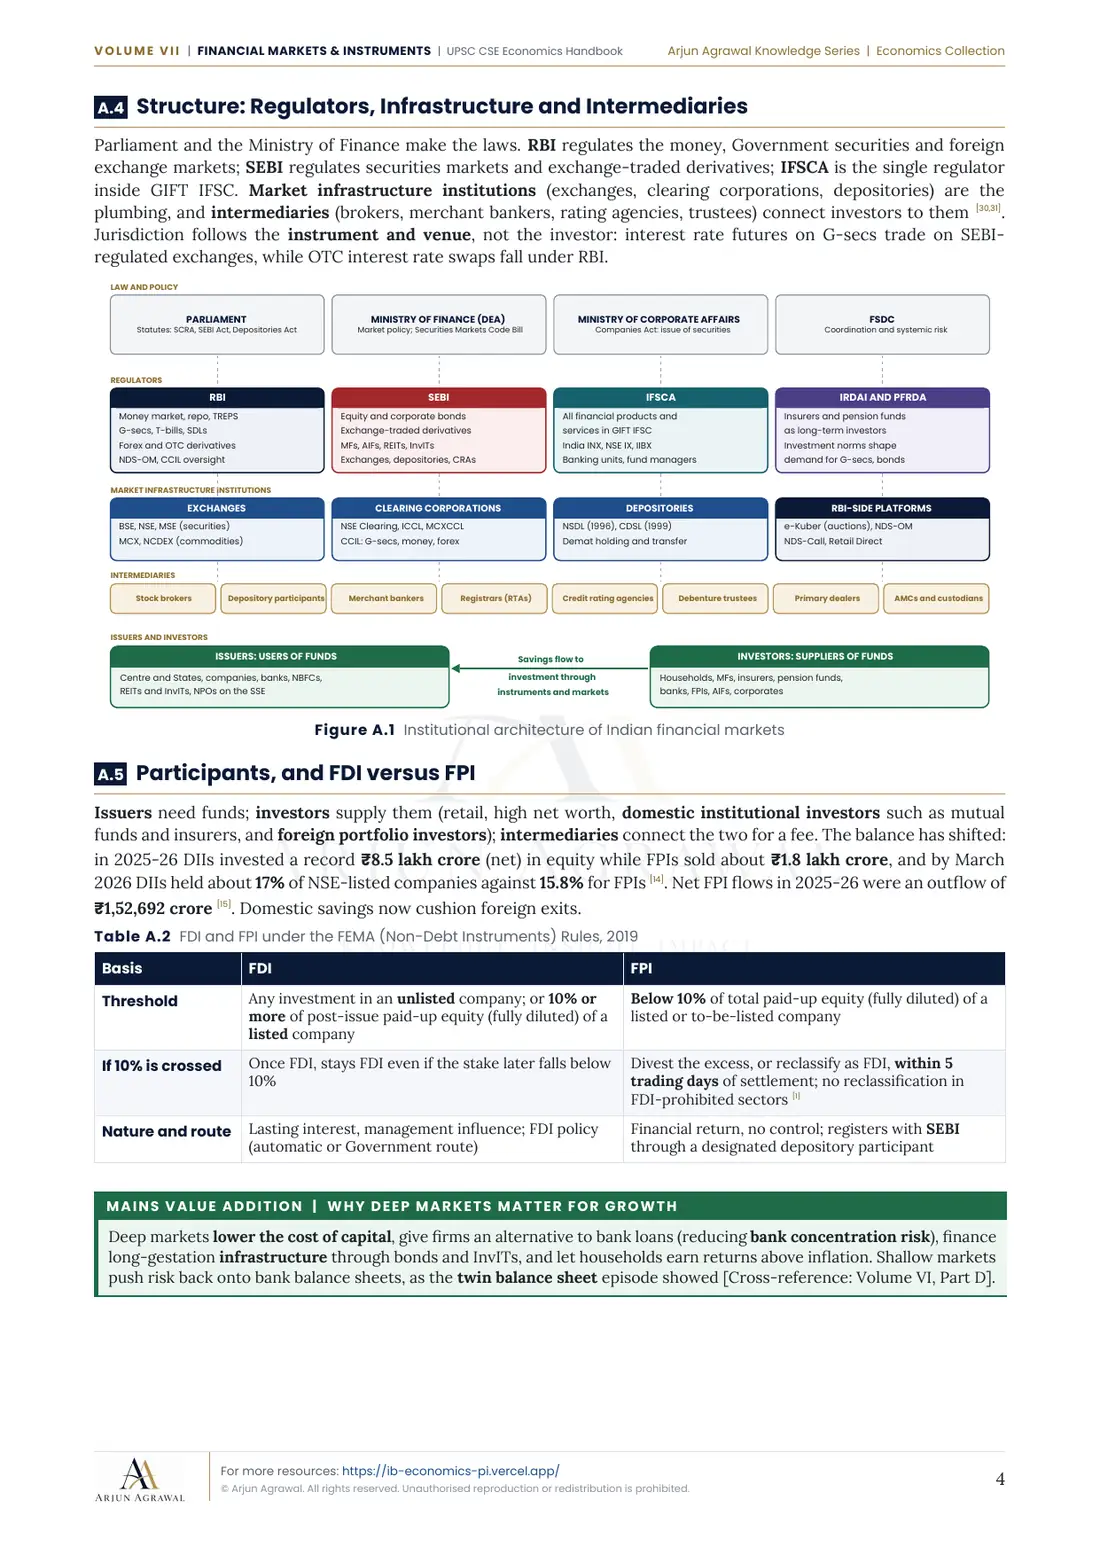 VOLUME VII | FINANCIAL MARKETS & INSTRUMENTS | UPSC CSE Economics Handbook
Arjun Agrawal Knowledge Series | Economics Collection
A.4 Structure: Regulators, Infrastructure and Intermediaries
Parliament and the Ministry of Finance make the laws. RBI regulates the money, Government securities and foreign
exchange markets; SEBI regulates securities markets and exchange-traded derivatives; IFSCA is the single regulator
inside GIFT IFSC. Market infrastructure institutions (exchanges, clearing corporations, depositories) are the
plumbing, and intermediaries (brokers, merchant bankers, rating agencies, trustees) connect investors to them [30,31].
Jurisdiction follows the instrument and venue, not the investor: interest rate futures on G-secs trade on SEBI-
regulated exchanges, while OTC interest rate swaps fall under RBI.
LAW AND POLICY
PARLIAMENT
Statutes: SCRA, SEBI Act, Depositories Act
MINISTRY OF FINANCE (DEA)
Market policy; Securities Markets Code Bill
MINISTRY OF CORPORATE AFFAIRS
Companies Act: issue of securities
FSDC
Coordination and systemic risk
REGULATORS
RBI
Money market, repo, TREPS
G-secs, T-bills, SDLs
Forex and OTC derivatives
NDS-OM, CCIL oversight
SEBI
Equity and corporate bonds
Exchange-traded derivatives
MFs, AIFs, REITs, InvITs
Exchanges, depositories, CRAs
IFSCA
All financial products and
services in GIFT IFSC
India INX, NSE IX, IIBX
Banking units, fund managers
IRDAI AND PFRDA
Insurers and pension funds
as long-term investors
Investment norms shape
demand for G-secs, bonds
MARKET INFRASTRUCTURE INSTITUTIONS
EXCHANGES
BSE, NSE, MSE (securities)
MCX, NCDEX (commodities)
CLEARING CORPORATIONS
NSE Clearing, ICCL, MCXCCL
CCIL: G-secs, money, forex
DEPOSITORIES
NSDL (1996), CDSL (1999)
Demat holding and transfer
RBI-SIDE PLATFORMS
e-Kuber (auctions), NDS-OM
NDS-Call, Retail Direct
INTERMEDIARIES
Stock brokers
Depository participants
Merchant bankers
Registrars (RTAs)
Credit rating agencies
Debenture trustees
Primary dealers
AMCs and custodians
ISSUERS AND INVESTORS
ISSUERS: USERS OF FUNDS
Centre and States, companies, banks, NBFCs,
REITs and InvITs, NPOs on the SSE
Savings flow to
investment through
instruments and markets
INVESTORS: SUPPLIERS OF FUNDS
Households, MFs, insurers, pension funds,
banks, FPIs, AIFs, corporates
Figure A.1 Institutional architecture of Indian financial markets
A.5 Participants, and FDI versus FPI
Issuers need funds; investors supply them (retail, high net worth, domestic institutional investors such as mutual
funds and insurers, and foreign portfolio investors); intermediaries connect the two for a fee. The balance has shifted:
in 2025-26 DIIs invested a record ₹8.5 lakh crore (net) in equity while FPIs sold about ₹1.8 lakh crore, and by March
2026 DIIs held about 17% of NSE-listed companies against 15.8% for FPIs [14]. Net FPI flows in 2025-26 were an outflow of
₹1,52,692 crore [15]. Domestic savings now cushion foreign exits.
Table A.2 FDI and FPI under the FEMA (Non-Debt Instruments) Rules, 2019
Basis
FDI
FPI
Threshold
Any investment in an unlisted company; or 10% or
more of post-issue paid-up equity (fully diluted) of a
listed company
Below 10% of total paid-up equity (fully diluted) of a
listed or to-be-listed company
If 10% is crossed
Once FDI, stays FDI even if the stake later falls below
10%
Divest the excess, or reclassify as FDI, within 5
trading days of settlement; no reclassification in
FDI-prohibited sectors [1]
Nature and route
Lasting interest, management influence; FDI policy
(automatic or Government route)
Financial return, no control; registers with SEBI
through a designated depository participant
MAINS VALUE ADDITION | WHY DEEP MARKETS MATTER FOR GROWTH
Deep markets lower the cost of capital, give firms an alternative to bank loans (reducing bank concentration risk), finance
long-gestation infrastructure through bonds and InvITs, and let households earn returns above inflation. Shallow markets
push risk back onto bank balance sheets, as the twin balance sheet episode showed [Cross-reference: Volume VI, Part D].
ARJUN AGRAWAL
For more resources: https://ib-economics-pi.vercel.app/
© Arjun Agrawal. All rights reserved. Unauthorised reproduction or redistribution is prohibited.
4